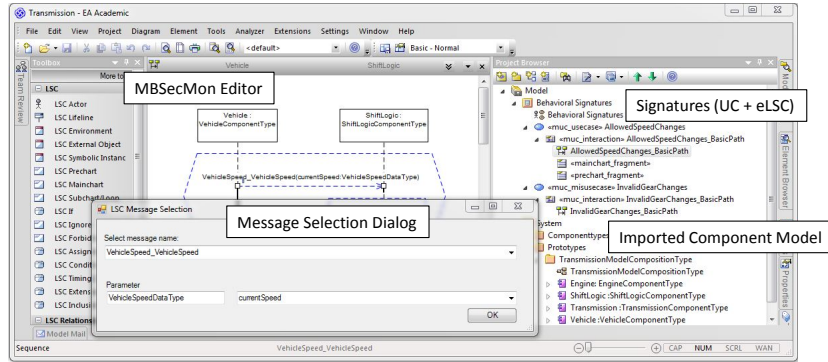 Transmission - EA Academic
File Edit View Project Diagram Element Tools Analyzer Extensions Settings Window Help
<default>
Basic - Normal
Toolbox
More to
LSC
LSC Actor
LSC Lifeline
LSC Environment
LSC External Object
LSC Symbolic Instanc
LSC Prechart
LSC Mainchart
LSC Subchart/Loop
LSC If
LSC Ignore
LSC Forbid
LSC Assign
LSC Condit
LSC Timing
LSC Extens
LSC Inclusi
LSC Relations
Model Mail
Team Review
Vehicle
ShiftLogic
MBSecMon Editor
Vehicle :
VehicleComponentType
ShiftLogic :
ShiftLogicComponentType
VehicleSpeed_VehicleSpeed(currentSpeed:VehicleSpeedDataType)
LSC Message Selection
Message Selection Dialog
Select message name:
VehicleSpeed_VehicleSpeed
Parameter
VehicleSpeedDataType
currentSpeed
OK
Project Browser
Model
Behavioral Signatures
Behavioral Signatures
Signatures (UC + eLSC)
«muc_usecase» AllowedSpeedChanges
«muc_interaction» AllowedSpeedChanges_BasicPath
AllowedSpeedChanges_BasicPath
«mainchart_fragment»
«prechart_fragment»
«muc_misusecase» InvalidGearChanges
«muc_interaction» InvalidGearChanges_BasicPath
InvalidGearChanges_BasicPath
System
Componenttypes
Imported Component Model
Prototypes
TransmissionModelCompositionType
TransmissionModelCompositionType
Engine: EngineComponentType
ShiftLogic :ShiftLogicComponentType
Transmission :TransmissionComponentType
Vehicle :VehicleComponentType
Element Browser
Properties
Sequence
VehicleSpeed_VehicleSpeed
CAP NUM SCRL WAN